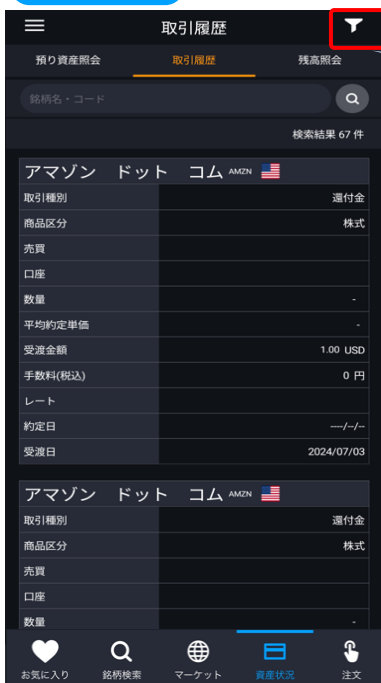 取引履歴
預り資産照会 取引履歴 残高照会
銘柄名・コード
検索結果 67 件
アマゾン ドット コム AMZN
取引種別 還付金
商品区分 株式
売買
口座
数量 -
平均約定単価 -
受渡金額 1.00 USD
手数料(税込) 0 円
レート
約定日 ----/--/--
受渡日 2024/07/03
アマゾン ドット コム AMZN
取引種別 還付金
商品区分 株式
売買
口座
数量 -
お気に入り 銘柄検索 マーケット 資産状況 注文